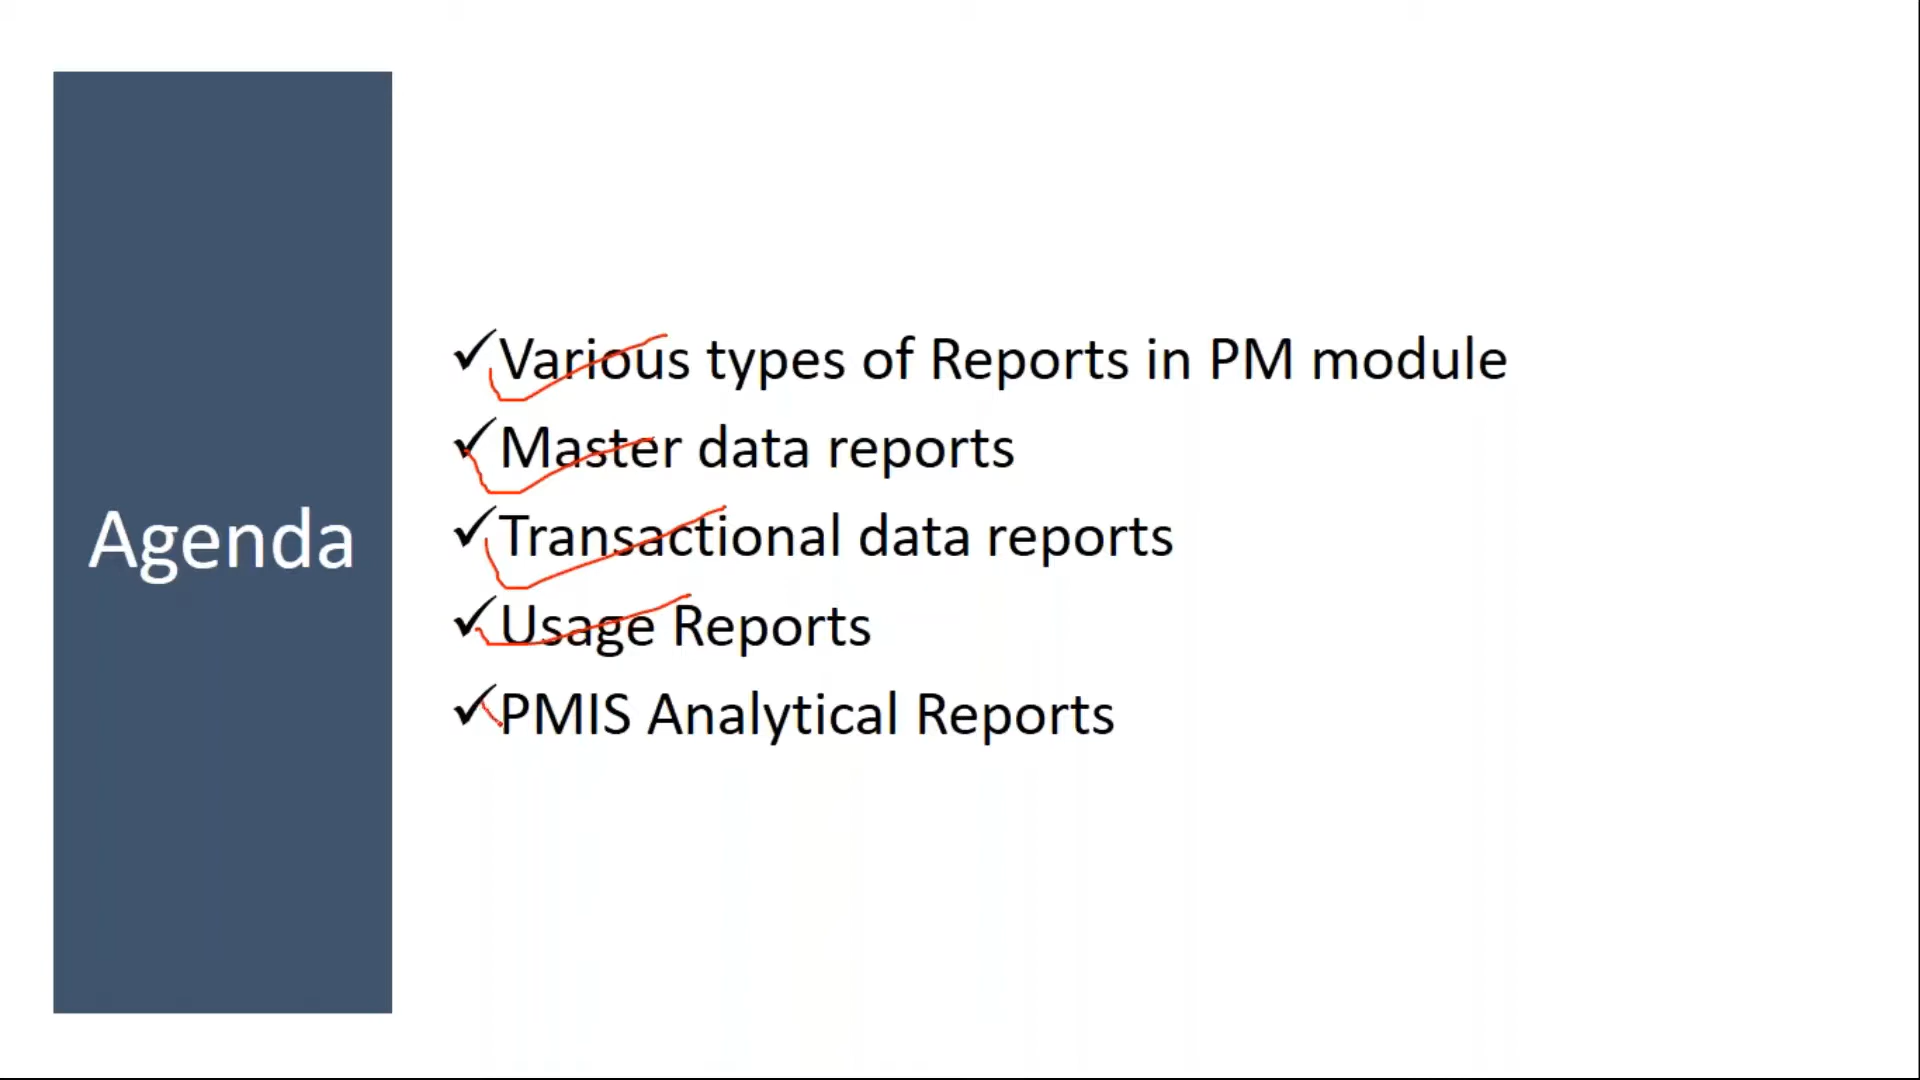 Agenda
Various types of Reports in PM module
Master data reports
Transactional data reports
Usage Reports
PMIS Analytical Reports